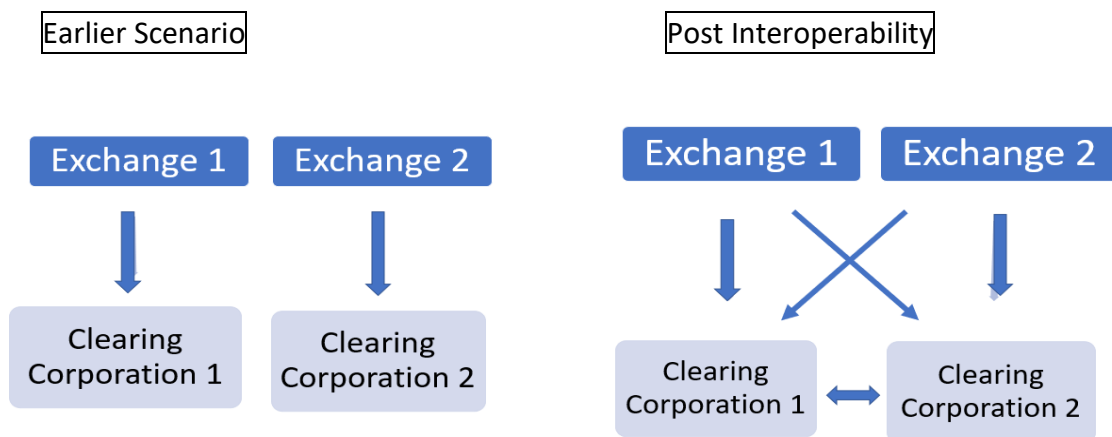 Earlier Scenario
Post Interoperability
Exchange 1
Exchange 2
Exchange 1
Exchange 2
Clearing
Corporation 1
Clearing
Corporation 2
Clearing
Corporation 1
Clearing
Corporation 2